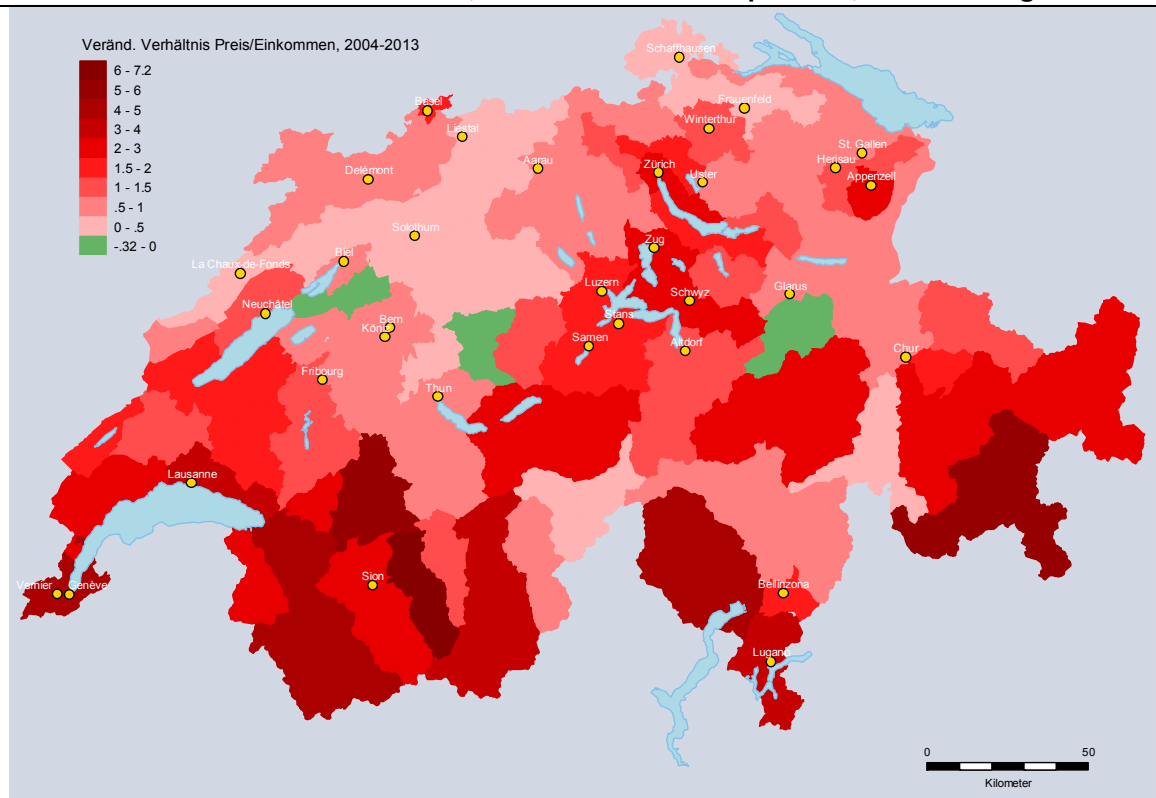 Veränd. Verhältnis Preis/Einkommen, 2004-2013
6 - 7.2
5 - 6
4 - 5
3 - 4
2 - 3
1.5 - 2
1 - 1.5
.5 - 1
0 - .5
-.32 - 0
Schaffhausen
Basel
Frauenfeld
Liestal
Winterthur
St. Gallen
Aarau
Zürich
Herisau
Delémont
Uster
Appenzell
Solothurn
Zug
Biel
La Chaux-de-Fonds
Luzern
Schwyz
Glarus
Neuchâtel
Stans
Bern
Köniz
Sarnen
Altdorf
Chur
Fribourg
Thun
Lausanne
Sion
Vernier
Genève
Bellinzona
Lugano
0
50
Kilometer